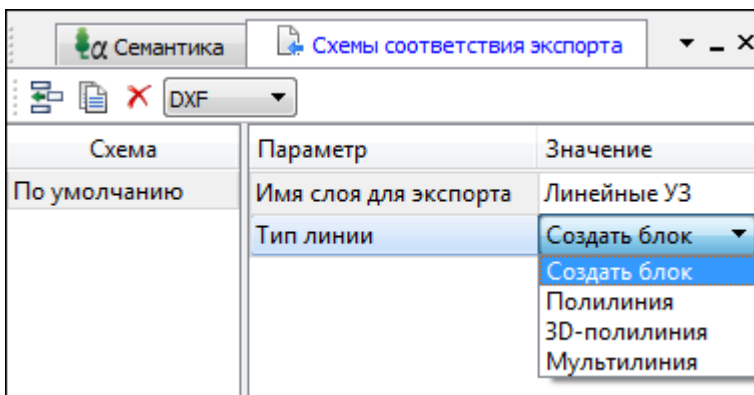 α Семантика
Схемы соответствия экспорта
DXF
Схема
Параметр
Значение
По умолчанию
Имя слоя для экспорта
Линейные УЗ
Тип линии
Создать блок
Создать блок
Полилиния
3D-полилиния
Мультилиния